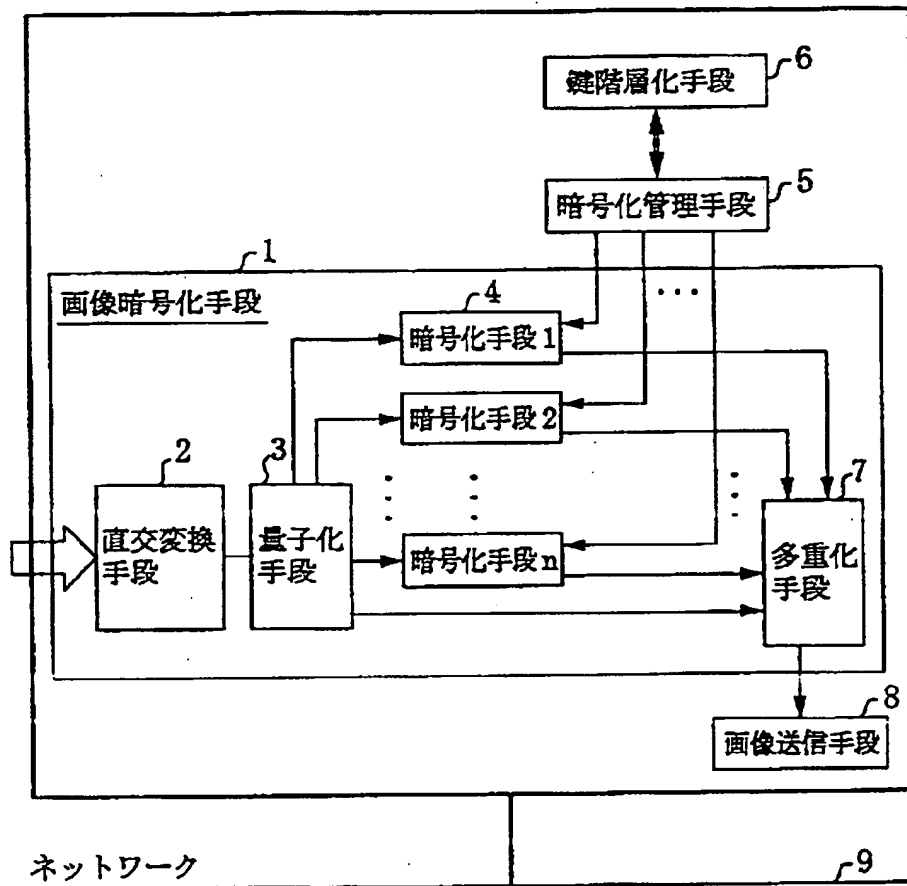 6
鍵階層化手段
5
暗号化管理手段
1
画像暗号化手段
4
暗号化手段1
暗号化手段2
2
3
7
直交変換
手段
量子化
手段
暗号化手段n
多重化
手段
8
画像送信手段
ネットワーク
9